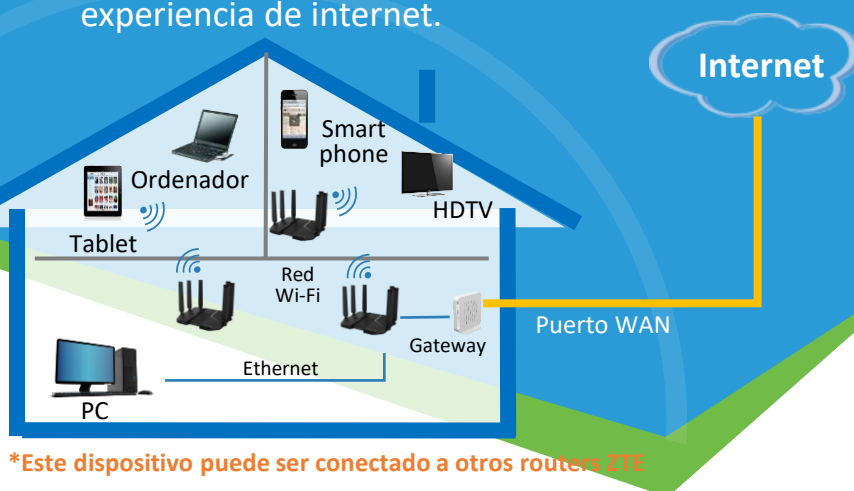 experiencia de internet.
Internet
Smart
phone
Ordenador
HDTV
Tablet
Red
Wi-Fi
Puerto WAN
Gateway
Ethernet
PC
*Este dispositivo puede ser conectado a otros routers ZTE